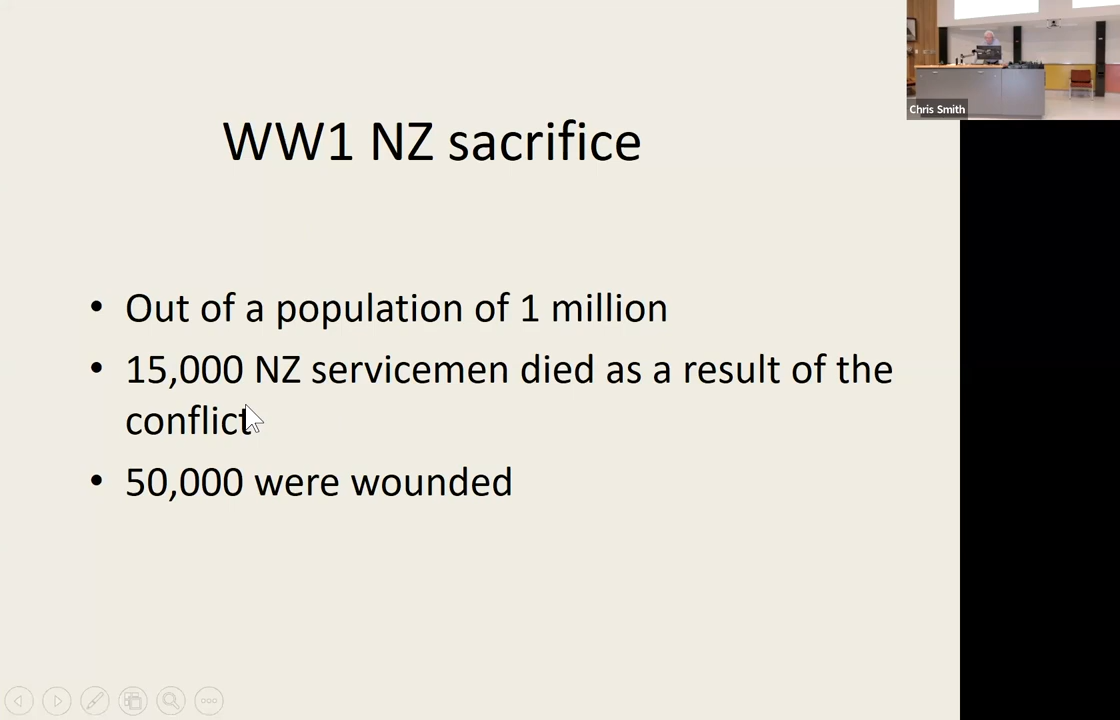 Chris Smith
WW1 NZ sacrifice
• Out of a population of 1 million
• 15,000 NZ servicemen died as a result of the
conflict
• 50,000 were wounded